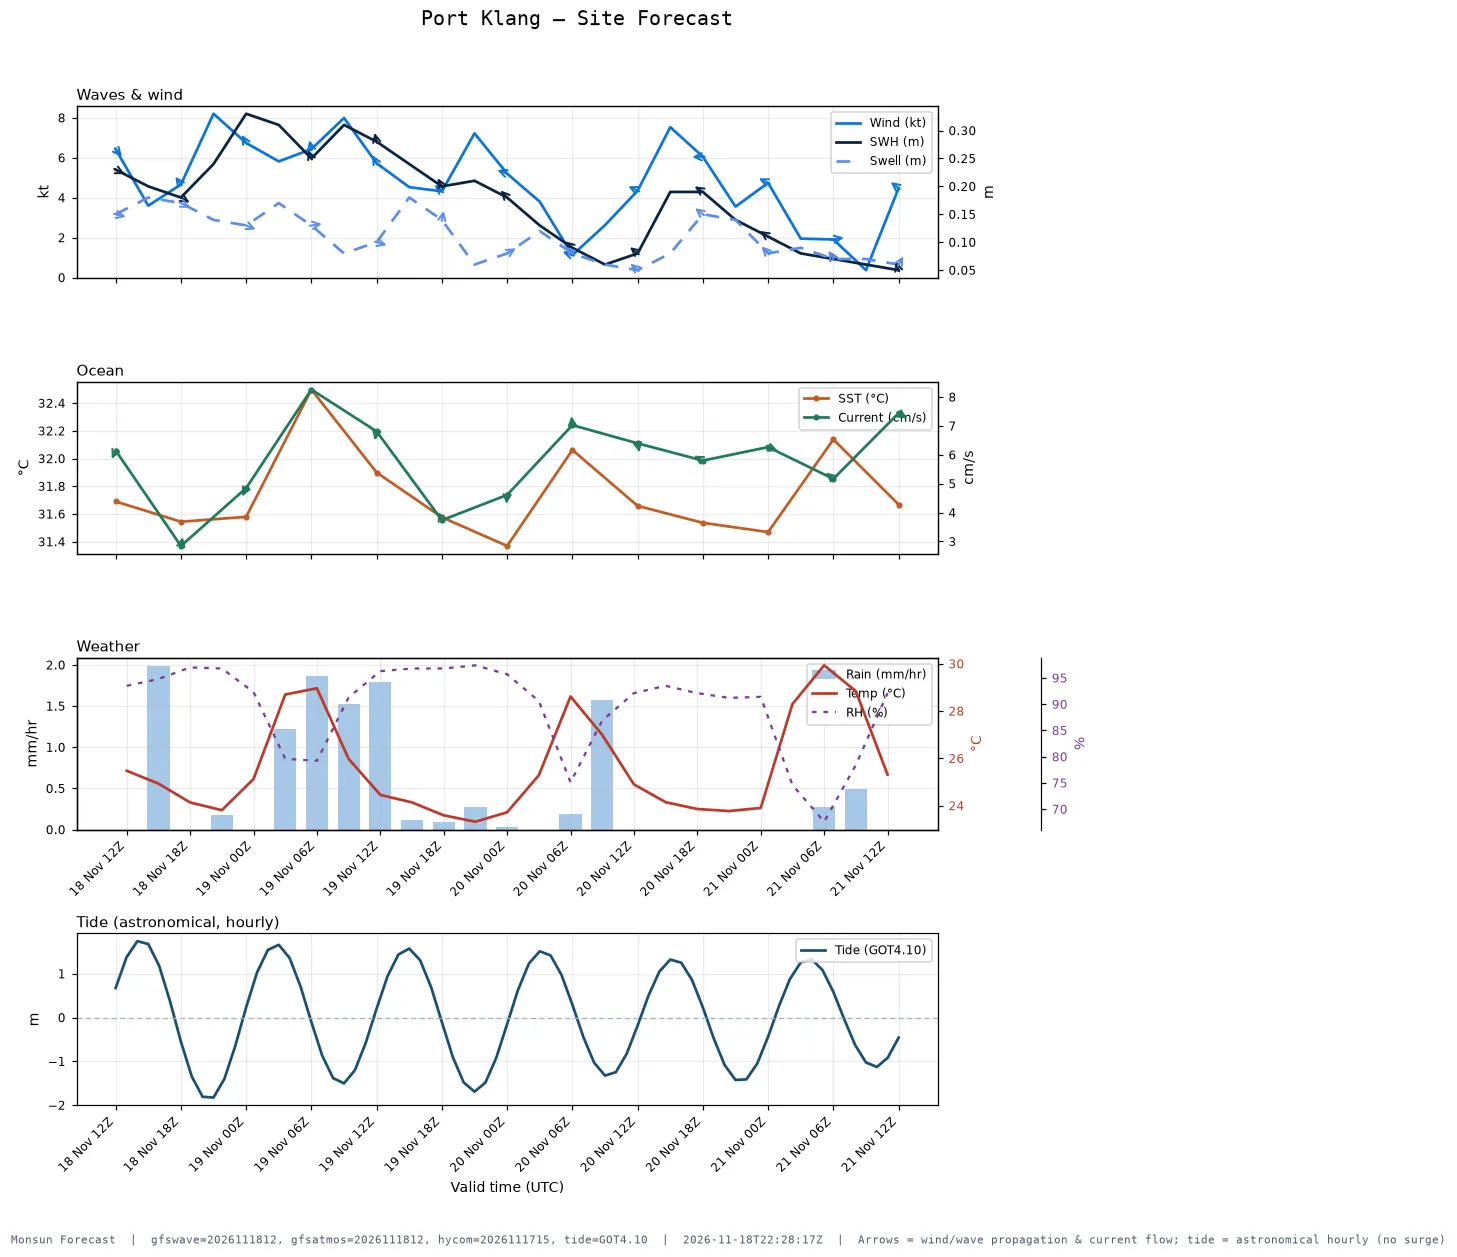 Port Klang — Site Forecast
Waves & wind
8
6
4
2
0
kt
Wind (kt)
SWH (m)
Swell (m)
0.30
0.25
0.20
0.15
0.10
0.05
m
Ocean
32.4
32.2
32.0
31.8
31.6
31.4
°C
SST (°C)
Current (cm/s)
8
7
6
5
4
3
cm/s
Weather
2.0
1.5
1.0
0.5
0.0
mm/hr
Rain (mm/hr)
Temp (°C)
RH (%)
30
28
26
24
°C
95
90
85
80
75
70
%
18 Nov 12Z
18 Nov 18Z
19 Nov 00Z
19 Nov 06Z
19 Nov 12Z
19 Nov 18Z
20 Nov 00Z
20 Nov 06Z
20 Nov 12Z
20 Nov 18Z
21 Nov 00Z
21 Nov 06Z
21 Nov 12Z
Tide (astronomical, hourly)
1
0
−1
−2
m
Tide (GOT4.10)
18 Nov 12Z
18 Nov 18Z
19 Nov 00Z
19 Nov 06Z
19 Nov 12Z
19 Nov 18Z
20 Nov 00Z
20 Nov 06Z
20 Nov 12Z
20 Nov 18Z
21 Nov 00Z
21 Nov 06Z
21 Nov 12Z
Valid time (UTC)
Monsun Forecast | gfswave=2026111812, gfsatmos=2026111812, hycom=2026111715, tide=GOT4.10 | 2026-11-18T22:28:17Z | Arrows = wind/wave propagation & current flow; tide = astronomical hourly (no surge)